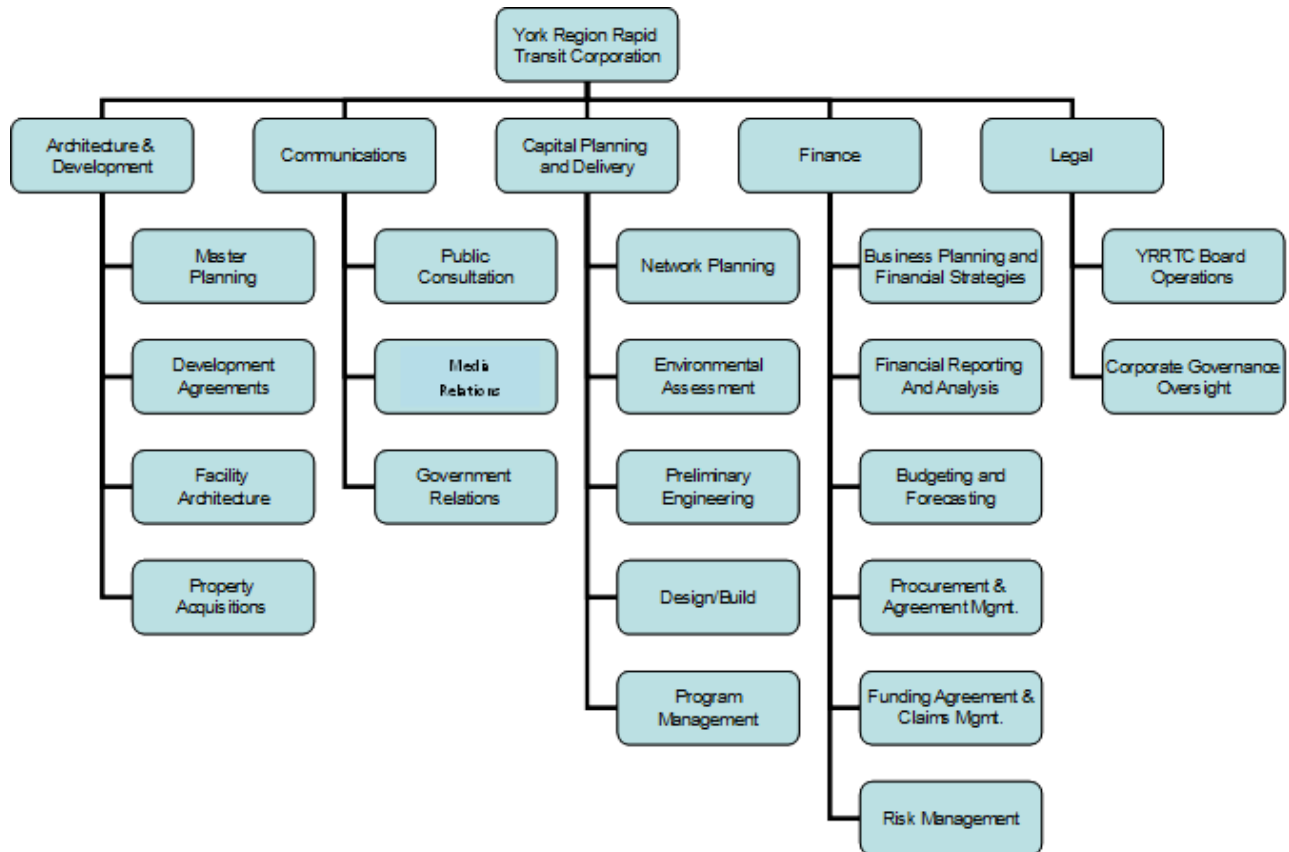 York Region Rapid
Transit Corporation
Architecture &
Development
Communications
Capital Planning
and Delivery
Finance
Legal
Master
Planning
Development
Agreements
Facility
Architecture
Property
Acquisitions
Public
Consultation
Media
Relations
Government
Relations
Network Planning
Environmental
Assessment
Preliminary
Engineering
Design/Build
Program
Management
Business Planning and
Financial Strategies
Financial Reporting
And Analysis
Budgeting and
Forecasting
Procurement &
Agreement Mgmt.
Funding Agreement &
Claims Mgmt.
Risk Management
YRRTC Board
Operations
Corporate Governance
Oversight